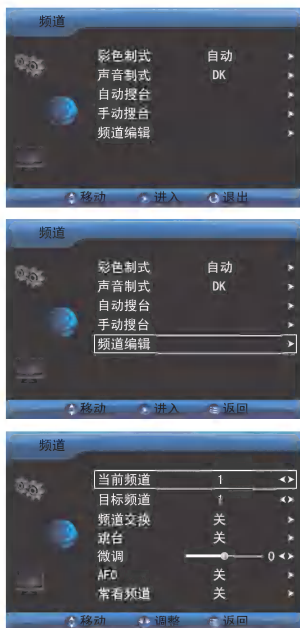 频道
彩色制式 自动
声音制式 DK
自动搜台
手动搜台
频道编辑
移动 进入 退出
频道
彩色制式 自动
声音制式 DK
自动搜台
手动搜台
频道编辑
移动 进入 返回
频道
当前频道 1
目标频道 1
频道交换 关
跳台 关
微调 0
AFC 关
常看频道 关
移动 调整 返回